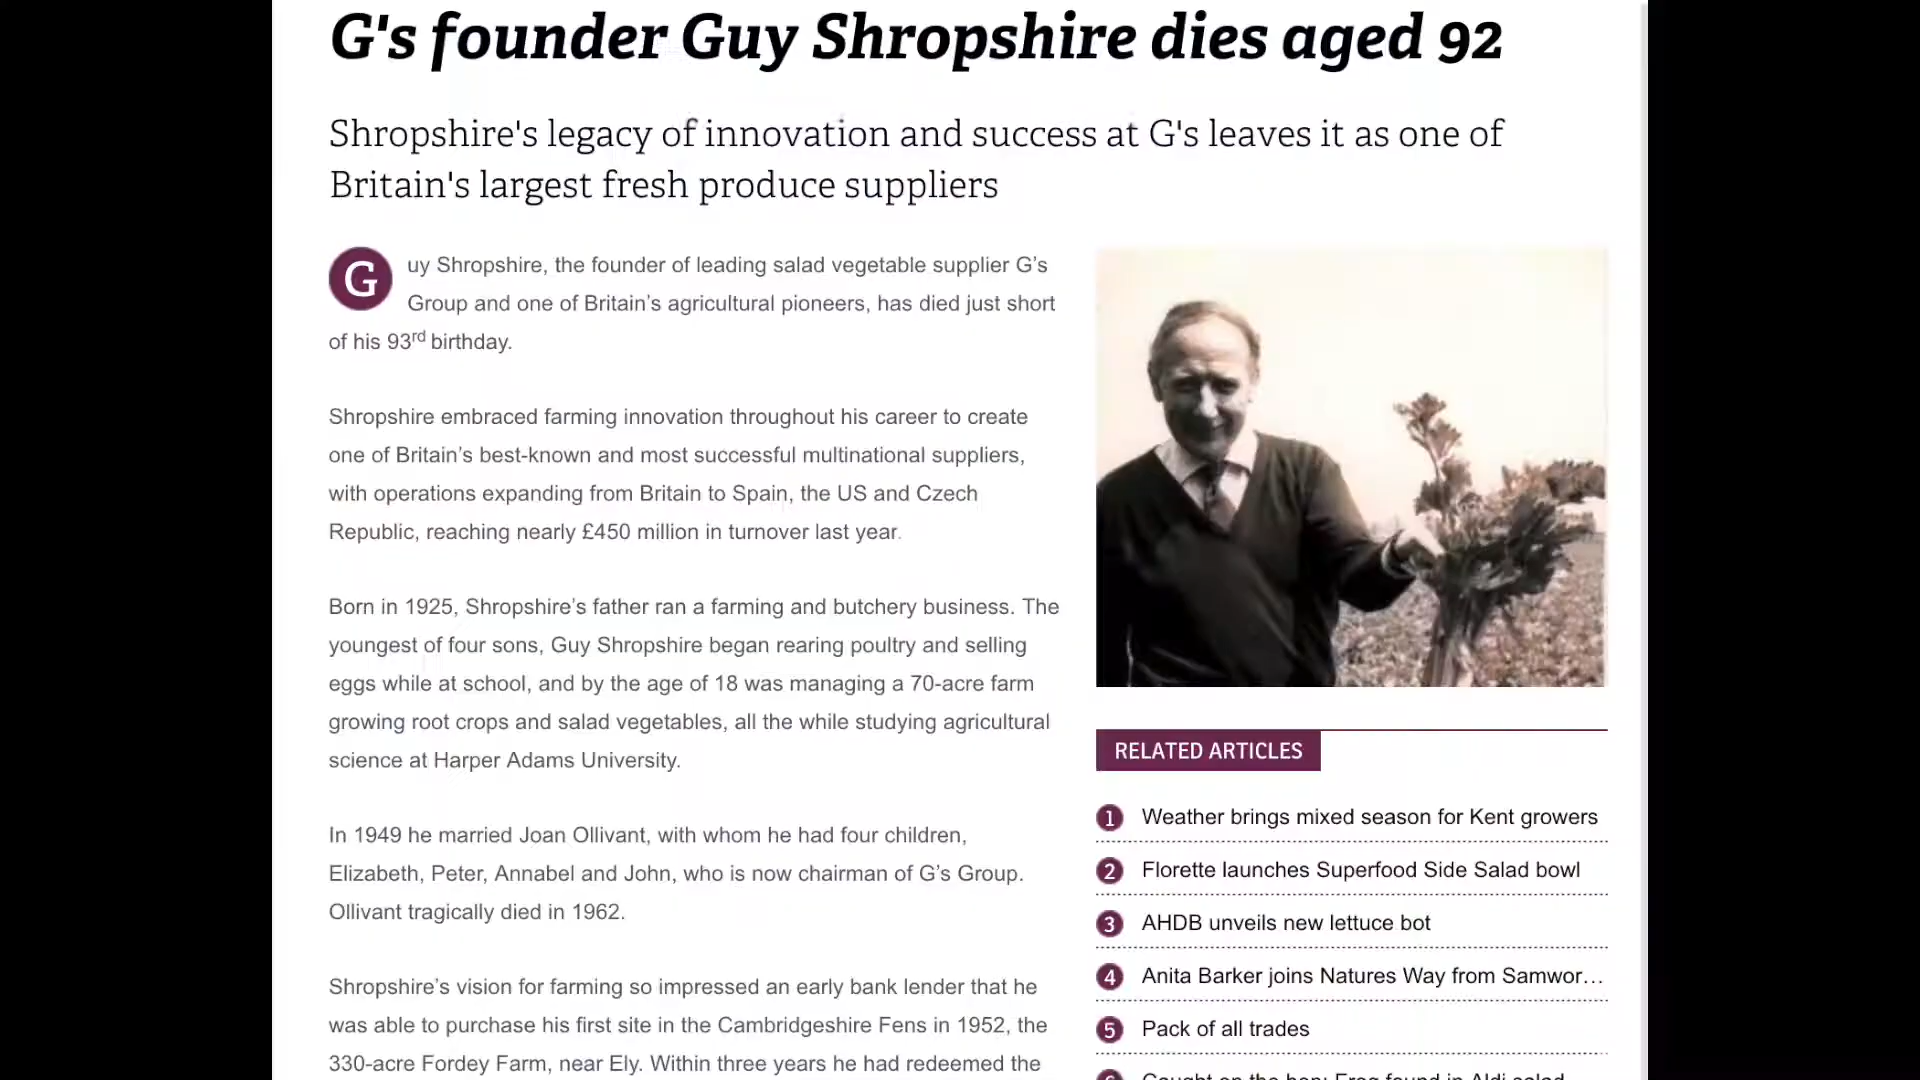 G's founder Guy Shropshire dies aged 92
Shropshire's legacy of innovation and success at G's leaves it as one of
Britain's largest fresh produce suppliers
Guy Shropshire, the founder of leading salad vegetable supplier G’s
Group and one of Britain’s agricultural pioneers, has died just short
of his 93rd birthday.
Shropshire embraced farming innovation throughout his career to create
one of Britain’s best-known and most successful multinational suppliers,
with operations expanding from Britain to Spain, the US and Czech
Republic, reaching nearly £450 million in turnover last year.
Born in 1925, Shropshire’s father ran a farming and butchery business. The
youngest of four sons, Guy Shropshire began rearing poultry and selling
eggs while at school, and by the age of 18 was managing a 70-acre farm
growing root crops and salad vegetables, all the while studying agricultural
science at Harper Adams University.
In 1949 he married Joan Ollivant, with whom he had four children,
Elizabeth, Peter, Annabel and John, who is now chairman of G’s Group.
Ollivant tragically died in 1962.
Shropshire’s vision for farming so impressed an early bank lender that he
was able to purchase his first site in the Cambridgeshire Fens in 1952, the
330-acre Fordey Farm, near Ely. Within three years he had redeemed the
RELATED ARTICLES
1 Weather brings mixed season for Kent growers
2 Florette launches Superfood Side Salad bowl
3 AHDB unveils new lettuce bot
4 Anita Barker joins Natures Way from Samwor…
5 Pack of all trades
6 Caught on the hop: Frog found in Aldi salad